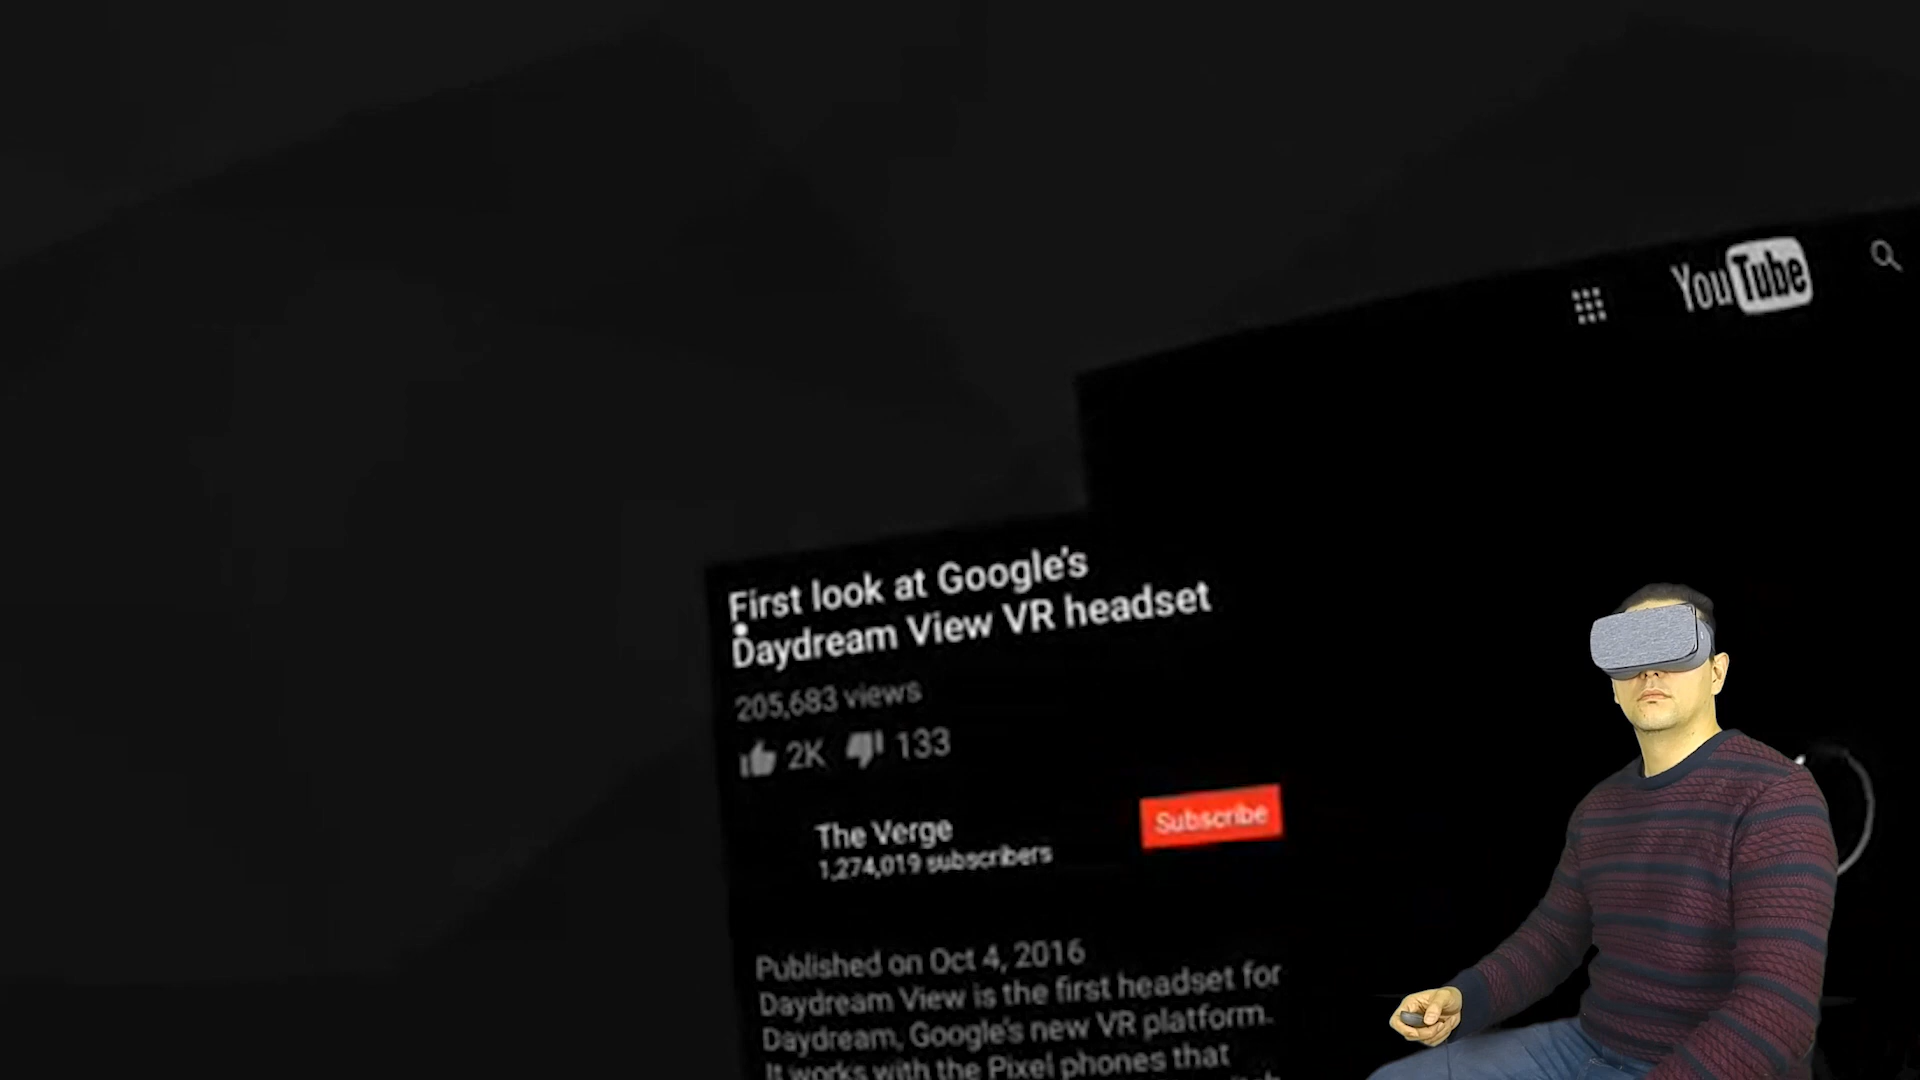 YouTube
First look at Google's
Daydream View VR headset
205,683 views
2K 133
The Verge
1,274,019 subscribers
Subscribe
Published on Oct 4, 2016
Daydream View is the first headset for
Daydream, Google's new VR platform.
It works with the Pixel phones that